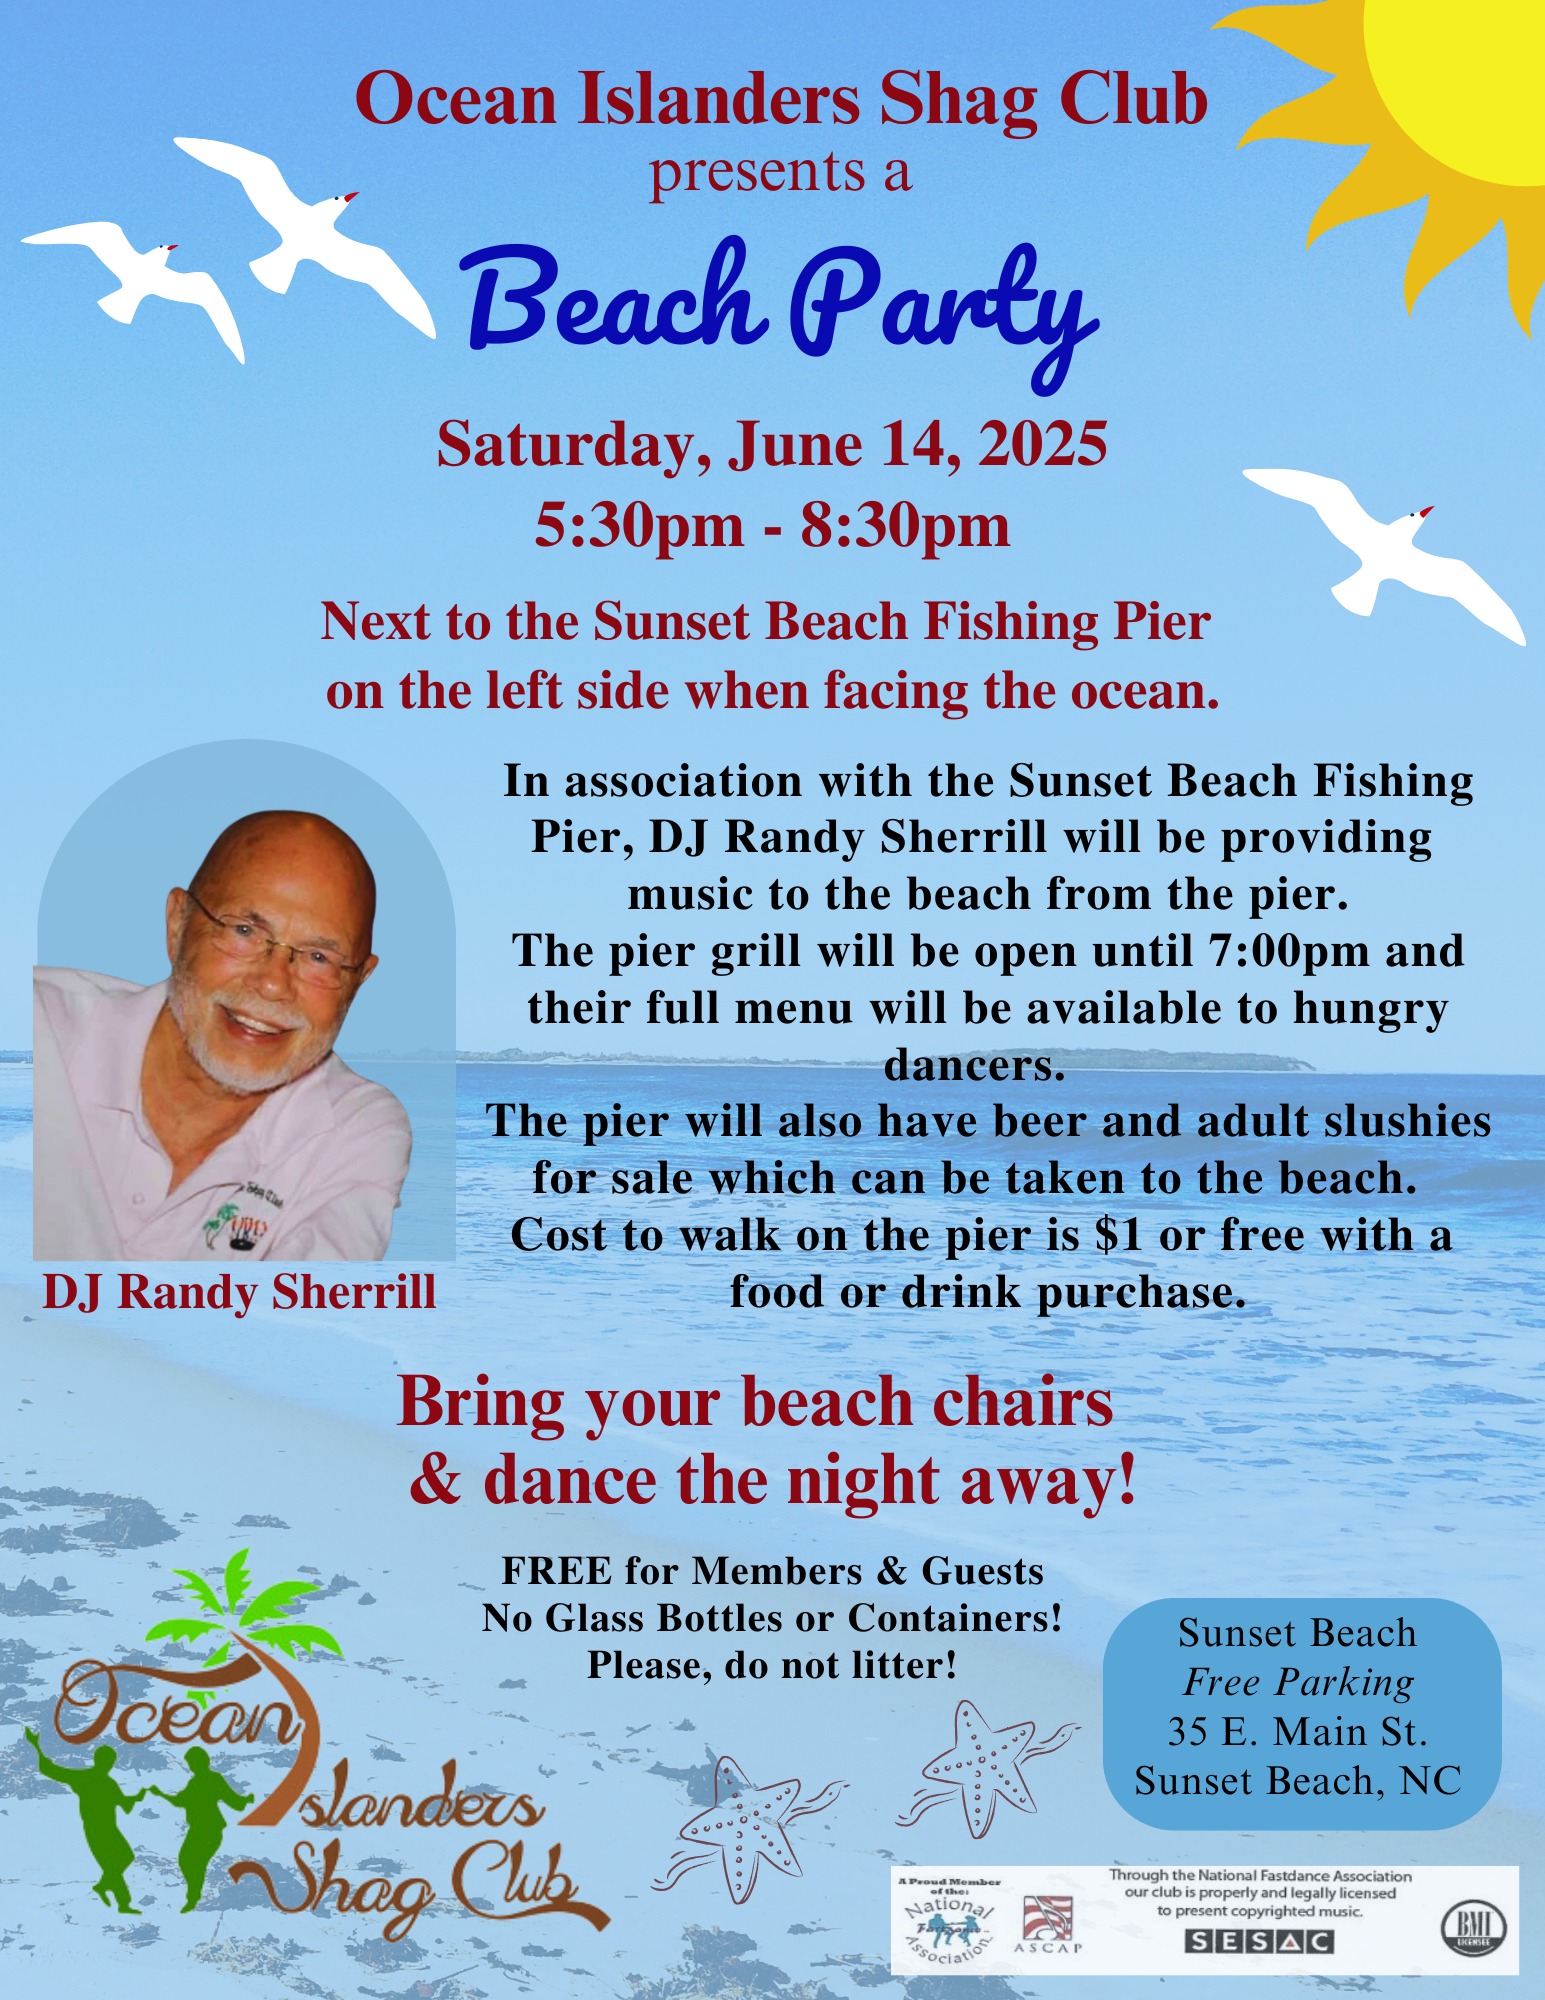 Ocean Islanders Shag Club
presents a
Beach Party
Saturday, June 14, 2025
5:30pm - 8:30pm
Next to the Sunset Beach Fishing Pier
on the left side when facing the ocean.
In association with the Sunset Beach Fishing
Pier, DJ Randy Sherrill will be providing
music to the beach from the pier.
The pier grill will be open until 7:00pm and
their full menu will be available to hungry
dancers.
The pier will also have beer and adult slushies
for sale which can be taken to the beach.
Cost to walk on the pier is $1 or free with a
food or drink purchase.
DJ Randy Sherrill
Bring your beach chairs
& dance the night away!
FREE for Members & Guests
No Glass Bottles or Containers!
Please, do not litter!
Sunset Beach
Free Parking
35 E. Main St.
Sunset Beach, NC
Ocean
Islanders
Shag Club
A Proud Member
of the:
National
Fastdance
Association
ASCAP
Through the National Fastdance Association
our club is properly and legally licensed
to present copyrighted music.
SESAC
BMI
LICENSEE